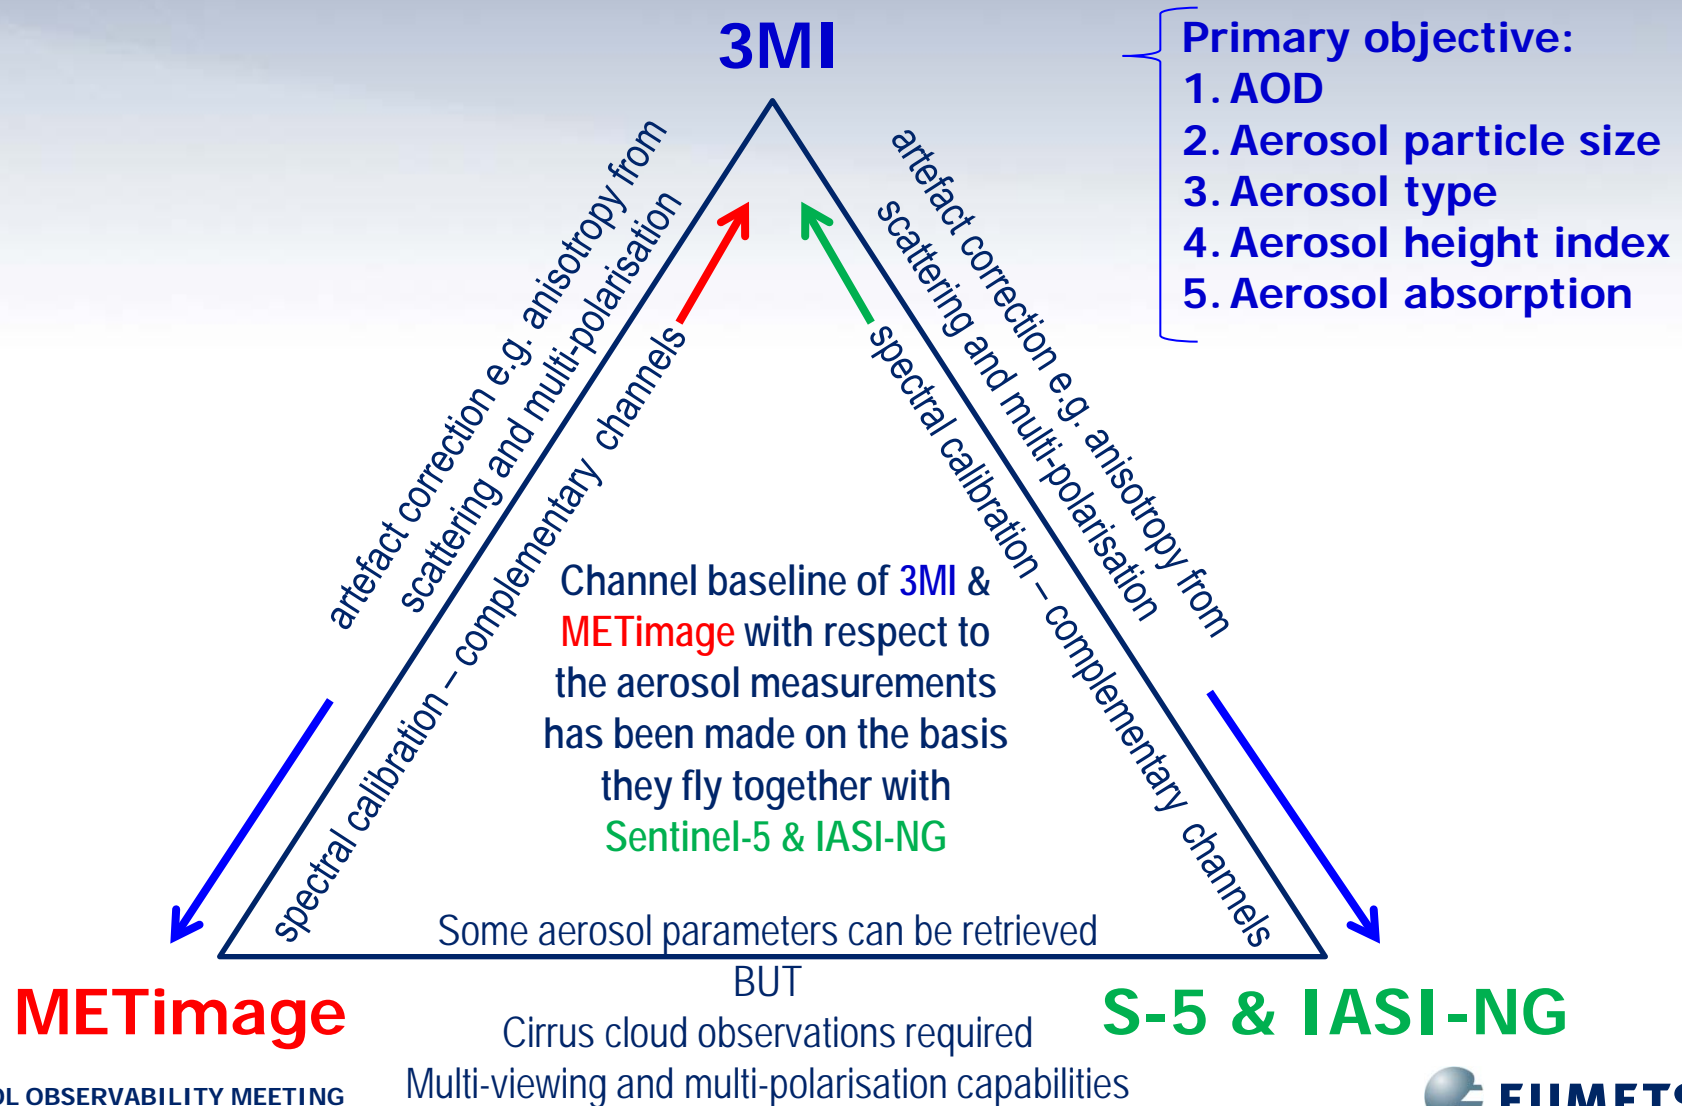 3MI
Primary objective:
1. AOD
2. Aerosol particle size
3. Aerosol type
4. Aerosol height index
5. Aerosol absorption
artefact correction e.g. anisotropy from
scattering and multi-polarisation
spectral calibration – complementary channels
artefact correction e.g. anisotropy from
scattering and multi-polarisation
spectral calibration – complementary channels
Channel baseline of 3MI &
METimage with respect to
the aerosol measurements
has been made on the basis
they fly together with
Sentinel-5 & IASI-NG
Some aerosol parameters can be retrieved
BUT
Cirrus cloud observations required
Multi-viewing and multi-polarisation capabilities
METimage
S-5 & IASI-NG
OL OBSERVABILITY MEETING
EUMETS